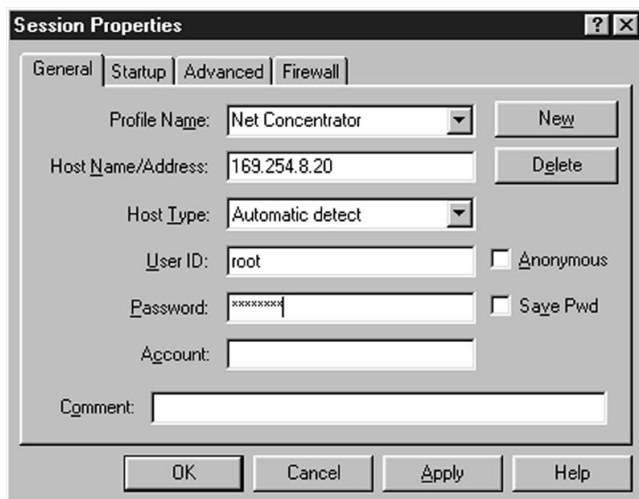 Session Properties
General Startup Advanced Firewall
Profile Name: Net Concentrator New
Host Name/Address: 169.254.8.20 Delete
Host Type: Automatic detect
User ID: root Anonymous
Password: ******** Save Pwd
Account:
Comment:
OK Cancel Apply Help